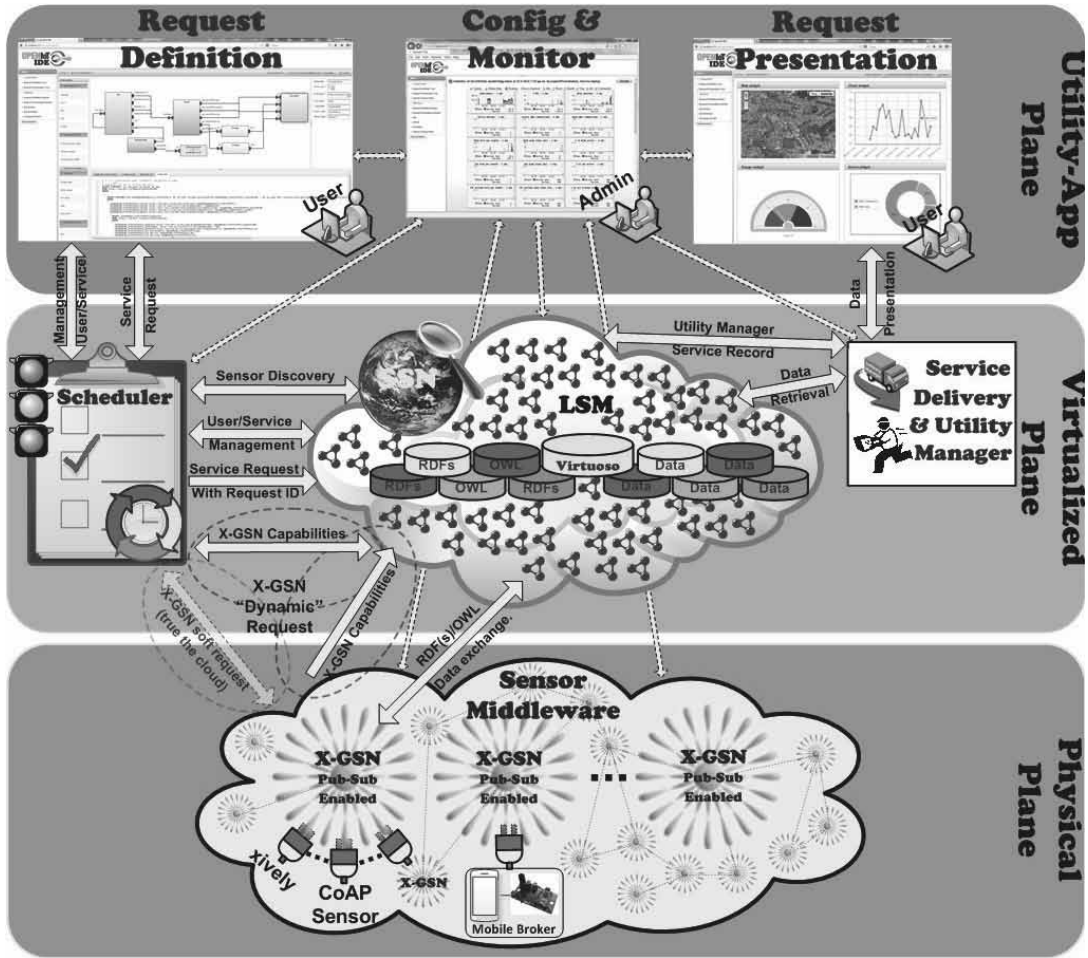 Request
Definition
Config &
Monitor
Request
Presentation
Utility-App
Plane
OPENIoT
IDE
OPENIoT
IDE
User
Admin
User
Management
User/Service.
Service
Request
Data
Presentation
Virtualized
Plane
Scheduler
Sensor Discovery
User/Service
Management
Service Request
With Request ID
X-GSN Capabilities
X-GSN
“Dynamic”
Request
X-GSN soft request
(true the cloud)
X-GSN Capabilities
LSM
RDFs
OWL
Virtuoso
Data
Data
RDFs
OWL
RDFs
Data
Data
Data
Utility Manager
Service Record
Data
Retrieval
Service
Delivery
& Utility
Manager
RDF(s)/OWL
Data exchange.
Physical
Plane
Sensor
Middleware
X-GSN
Pub-Sub
Enabled
X-GSN
Pub-Sub
Enabled
X-GSN
Pub-Sub
Enabled
xively
CoAP
Sensor
X-GSN
Mobile Broker